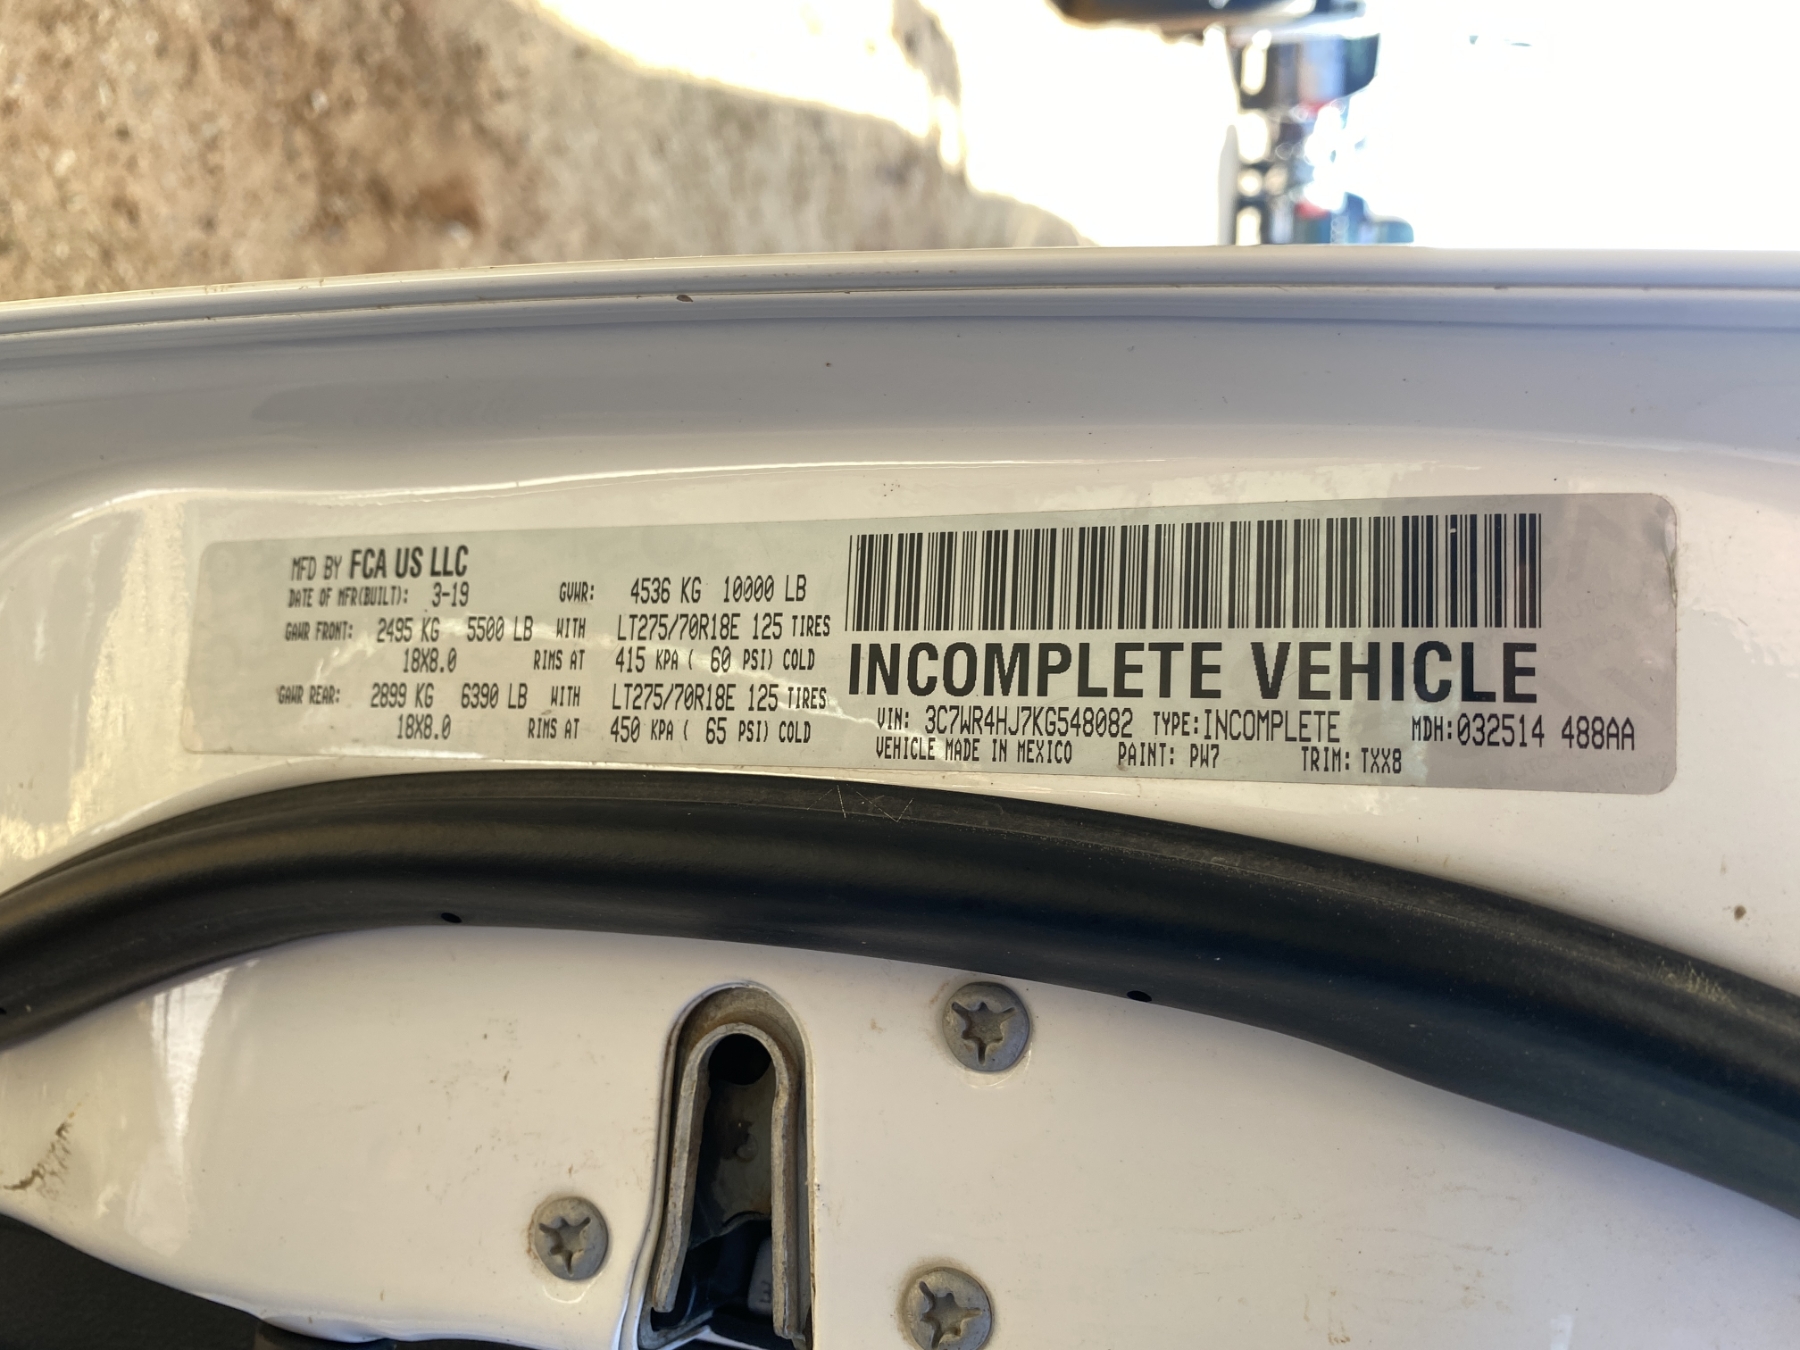 MFD BY FCA US LLC
DATE OF MFR(BUILT): 3-19 GVWR: 4536 KG 10000 LB
GAWR FRONT: 2495 KG 5500 LB WITH LT275/70R18E 125 TIRES
18X8.0 RIMS AT 415 KPA ( 60 PSI) COLD
GAWR REAR: 2899 KG 6390 LB WITH LT275/70R18E 125 TIRES
18X8.0 RIMS AT 450 KPA ( 65 PSI) COLD
INCOMPLETE VEHICLE
VIN: 3C7WR4HJ7KG548082 TYPE: INCOMPLETE MDH: 032514 488AA
VEHICLE MADE IN MEXICO PAINT: PW7 TRIM: TXX8